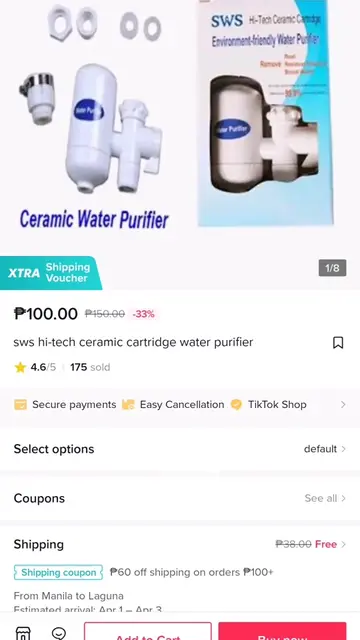 SWS Hi-Tech Ceramic Cartridge
Environment-friendly Water Purifier
Remove
Water Purifier
Water Purifier
Ceramic Water Purifier
XTRA Shipping Voucher
1/8
₱100.00 ₱150.00 -33%
sws hi-tech ceramic cartridge water purifier
4.6/5 175 sold
Secure payments Easy Cancellation TikTok Shop
Select options default
Coupons See all
Shipping ₱38.00 Free
Shipping coupon ₱60 off shipping on orders ₱100+
From Manila to Laguna
Estimated arrival: Apr 1 – Apr 3
Add to Cart Buy now